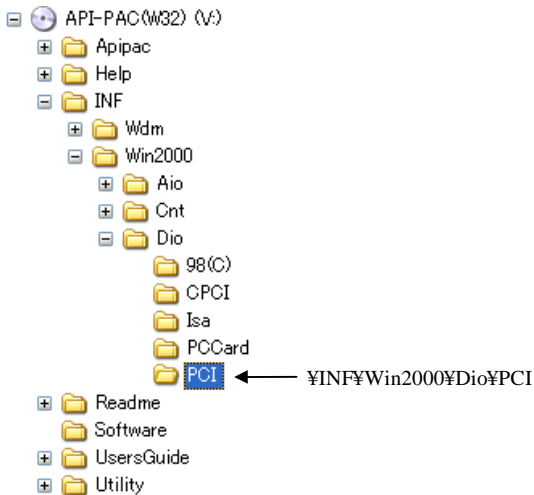 API-PAC(W32) (V:)
Apipac
Help
INF
Wdm
Win2000
Aio
Cnt
Dio
98(C)
CPCI
Isa
PCCard
PCI ¥INF¥Win2000¥Dio¥PCI
Readme
Software
UsersGuide
Utility